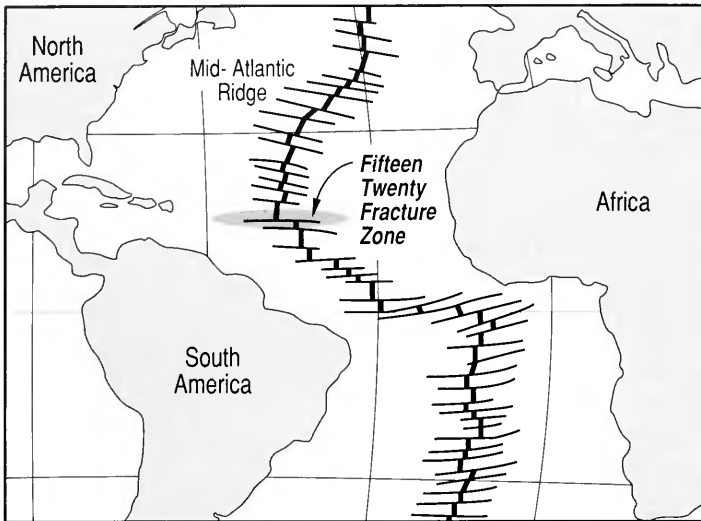 North
America
Mid- Atlantic
Ridge
Fifteen
Twenty
Fracture
Zone
Africa
South
America